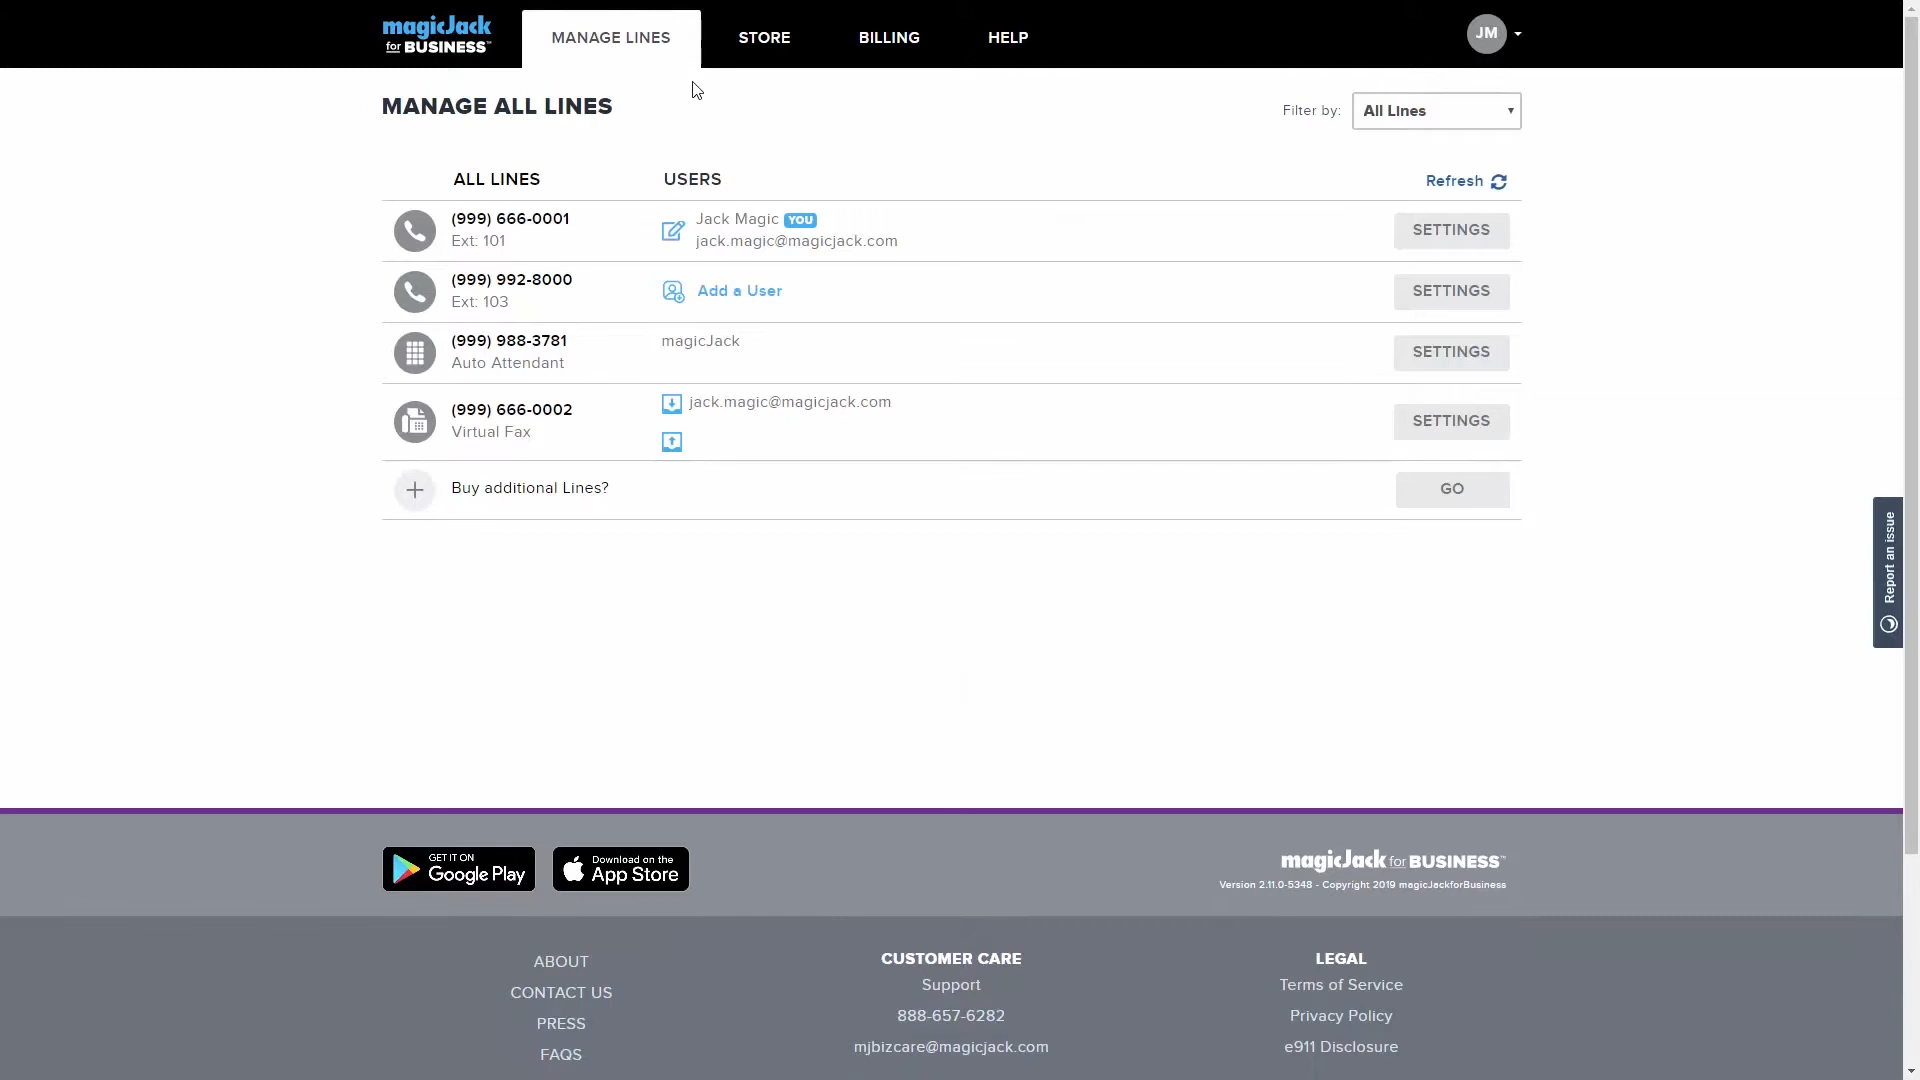 magicJack
for BUSINESS™
MANAGE LINES
STORE
BILLING
HELP
JM
MANAGE ALL LINES
Filter by:
All Lines
ALL LINES
USERS
Refresh
(999) 666-0001
Ext: 101
Jack Magic YOU
jack.magic@magicjack.com
SETTINGS
(999) 992-8000
Ext: 103
Add a User
SETTINGS
(999) 988-3781
Auto Attendant
magicJack
SETTINGS
(999) 666-0002
Virtual Fax
jack.magic@magicjack.com
SETTINGS
Buy additional Lines?
GO
Report an issue
GET IT ON
Google Play
Download on the
App Store
magicJack for BUSINESS™
Version 2.11.0-5348 - Copyright 2019 magicJackforBusiness
ABOUT
CONTACT US
PRESS
FAQS
CUSTOMER CARE
Support
888-657-6282
mjbizcare@magicjack.com
LEGAL
Terms of Service
Privacy Policy
e911 Disclosure